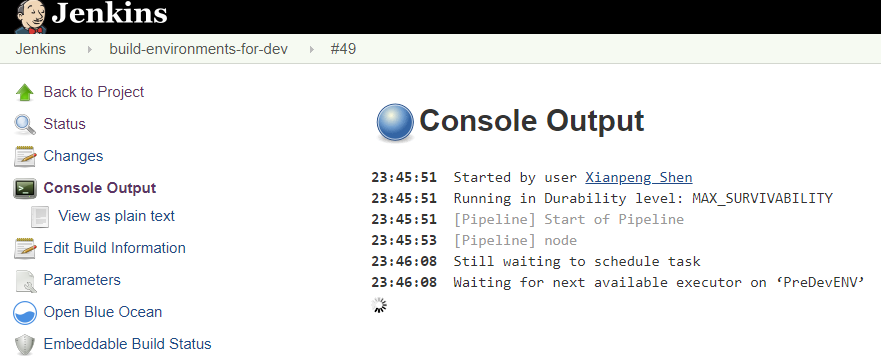 Jenkins
Jenkins build-environments-for-dev #49
Back to Project
Status
Changes
Console Output
View as plain text
Edit Build Information
Parameters
Open Blue Ocean
Embeddable Build Status
Console Output
23:45:51 Started by user Xianpeng Shen
23:45:51 Running in Durability level: MAX_SURVIVABILITY
23:45:51 [Pipeline] Start of Pipeline
23:45:53 [Pipeline] node
23:46:08 Still waiting to schedule task
23:46:08 Waiting for next available executor on ‘PreDevENV’